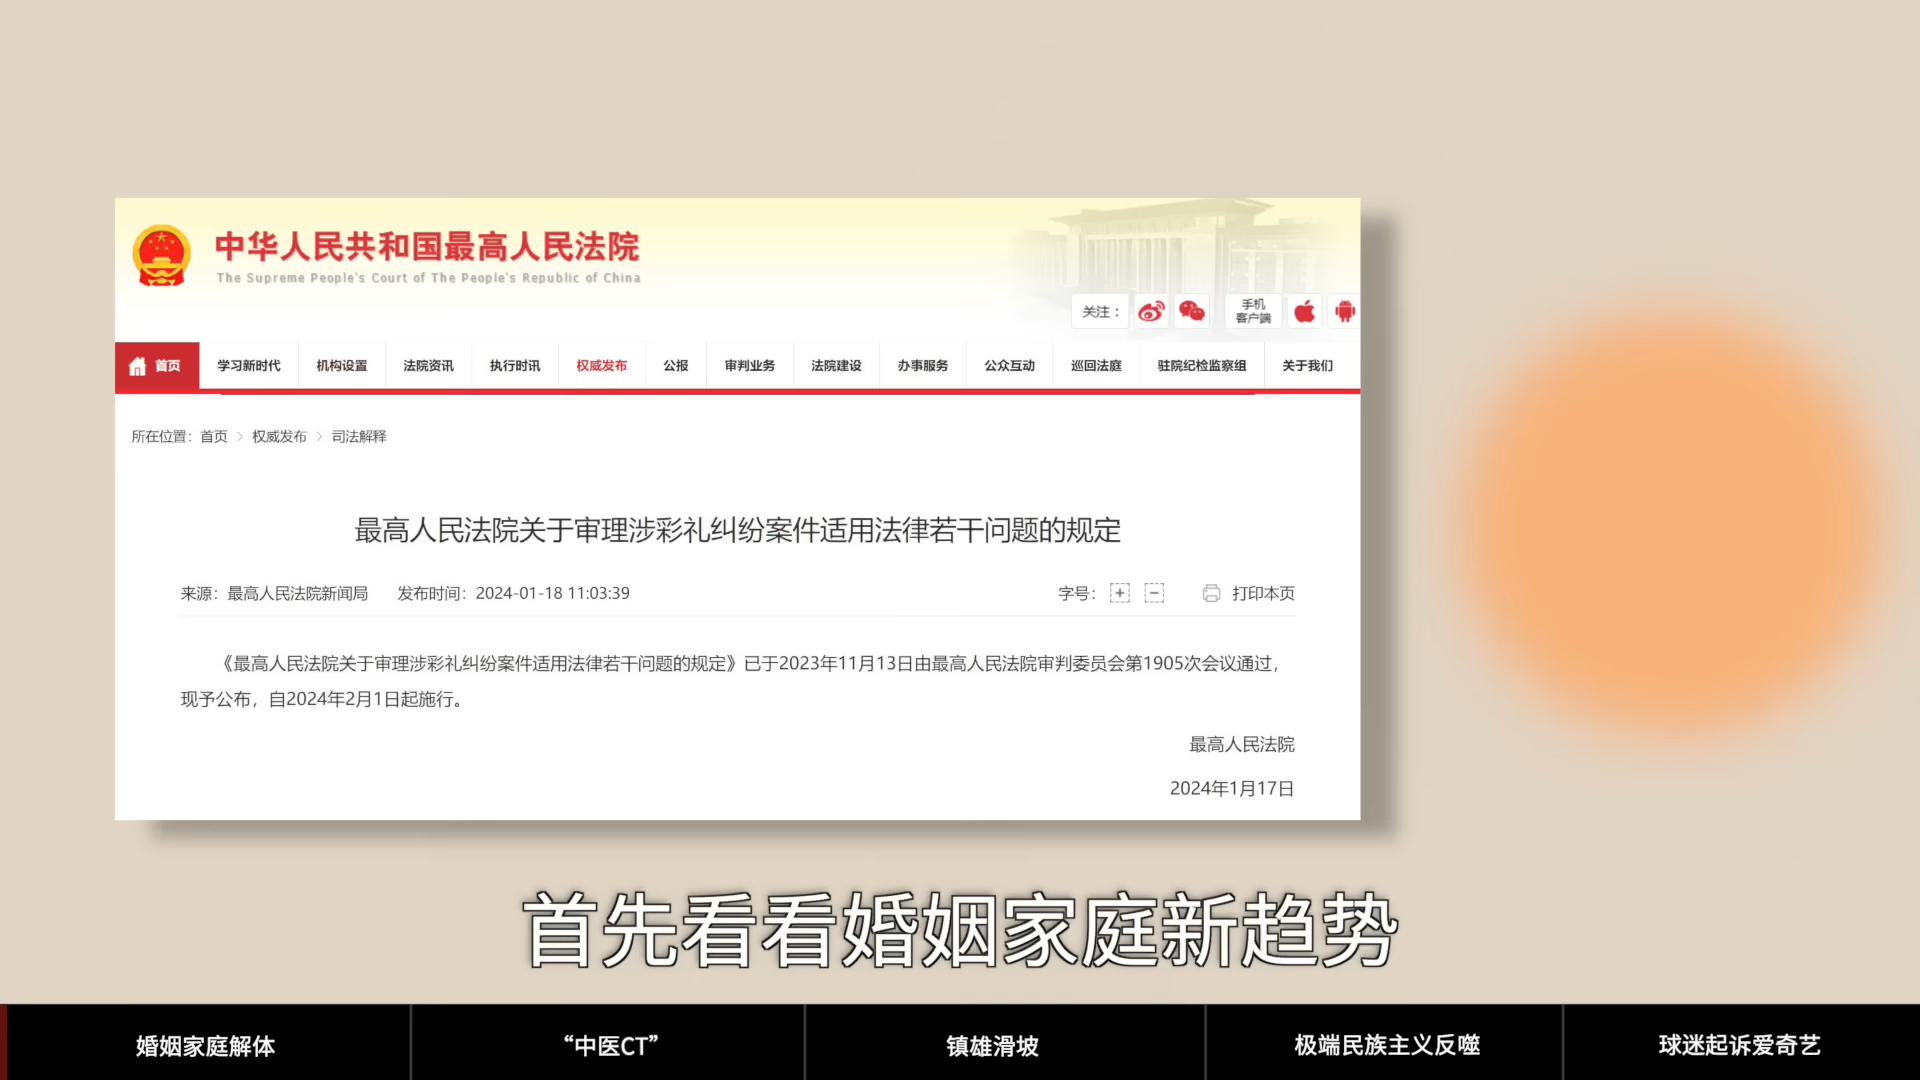 中华人民共和国最高人民法院
The Supreme People's Court of The People's Republic of China
关注：
手机
客户端
首页 学习新时代 机构设置 法院资讯 执行时讯 权威发布 公报 审判业务 法院建设 办事服务 公众互动 巡回法庭 驻院纪检监察组 关于我们
所在位置：首页 > 权威发布 > 司法解释
最高人民法院关于审理涉彩礼纠纷案件适用法律若干问题的规定
来源：最高人民法院新闻局 发布时间：2024-01-18 11:03:39 字号： + − 打印本页
《最高人民法院关于审理涉彩礼纠纷案件适用法律若干问题的规定》已于2023年11月13日由最高人民法院审判委员会第1905次会议通过，
现予公布，自2024年2月1日起施行。
最高人民法院
2024年1月17日
首先看看婚姻家庭新趋势
婚姻家庭解体 “中医CT” 镇雄滑坡 极端民族主义反噬 球迷起诉爱奇艺